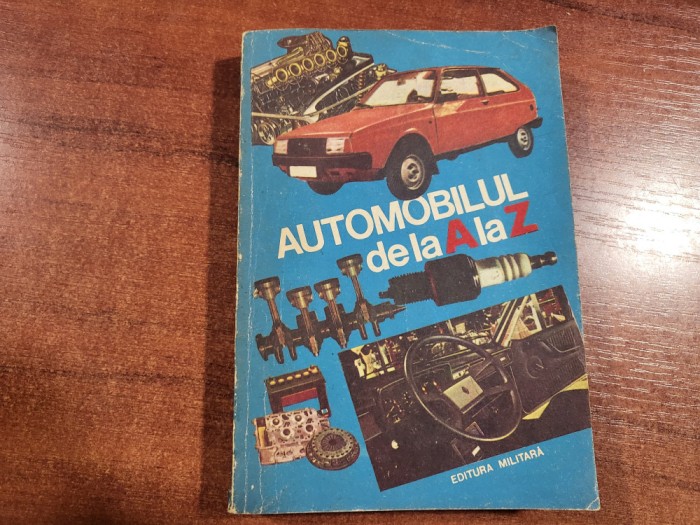 AUTOMOBILUL
de la A la Z
EDITURA MILITARĂ